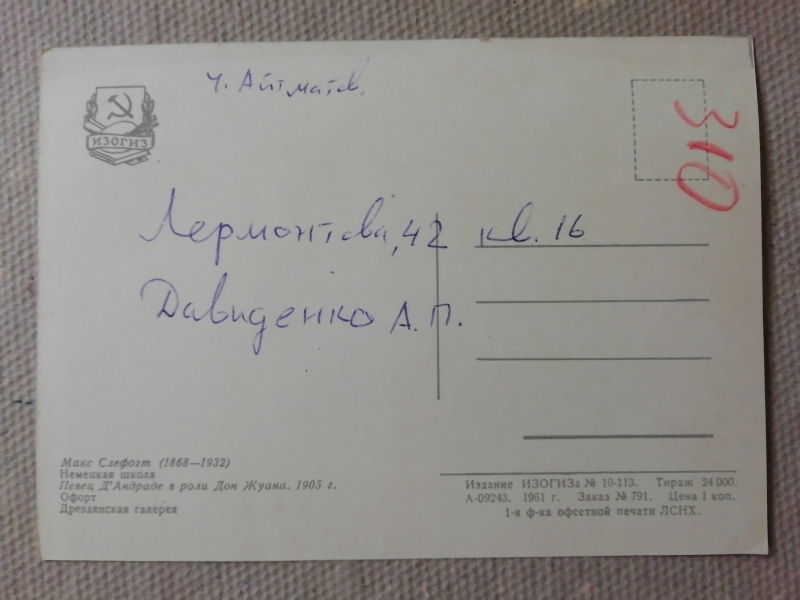 Ч. Айтматов.
ИЗОГИЗ
310
Лермонтова, 42 кв. 16
Давиденко А. П.
Макс Слефогт (1868—1932)
Немецкая школа
Певец Д'Андраде в роли Дон Жуана. 1905 г.
Офорт
Дрезденская галерея
Издание ИЗОГИЗа № 10-113. Тираж 24 000.
А-09243. 1961 г. Заказ № 791. Цена 1 коп.
1-я ф-ка офсетной печати ЛСНХ.